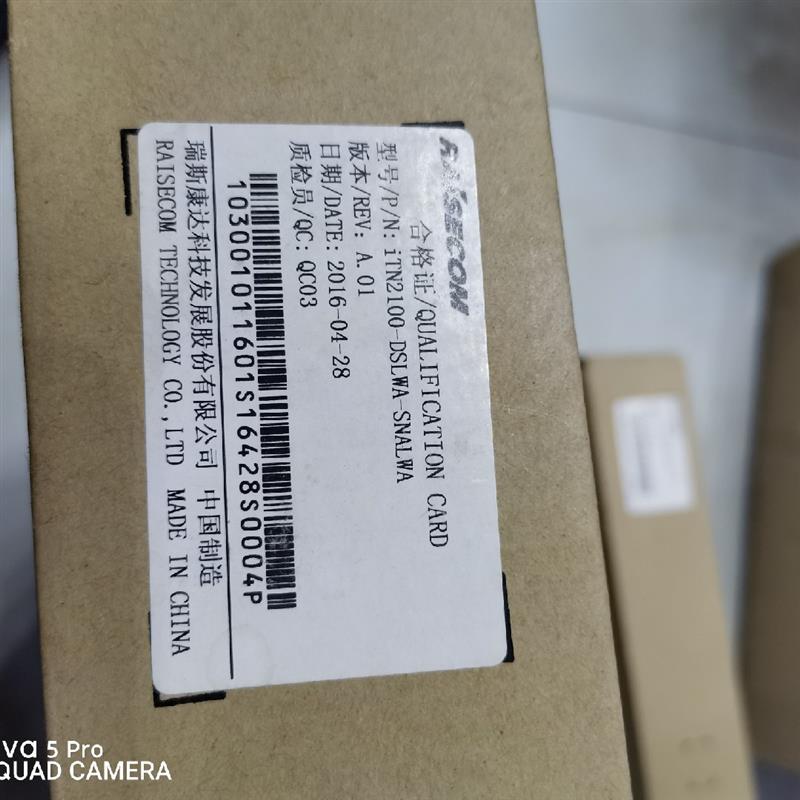 RAISECOM
合格证/QUALIFICATION CARD
型号/P/N: iTN2100-DSLWA-SNALWA
版本/REV: A.01
日期/DATE: 2016-04-28
质检员/QC: QC03
103001011601S16428S0004P
瑞斯康达科技发展股份有限公司 中国制造
RAISECOM TECHNOLOGY CO.,LTD MADE IN CHINA
va 5 Pro
QUAD CAMERA